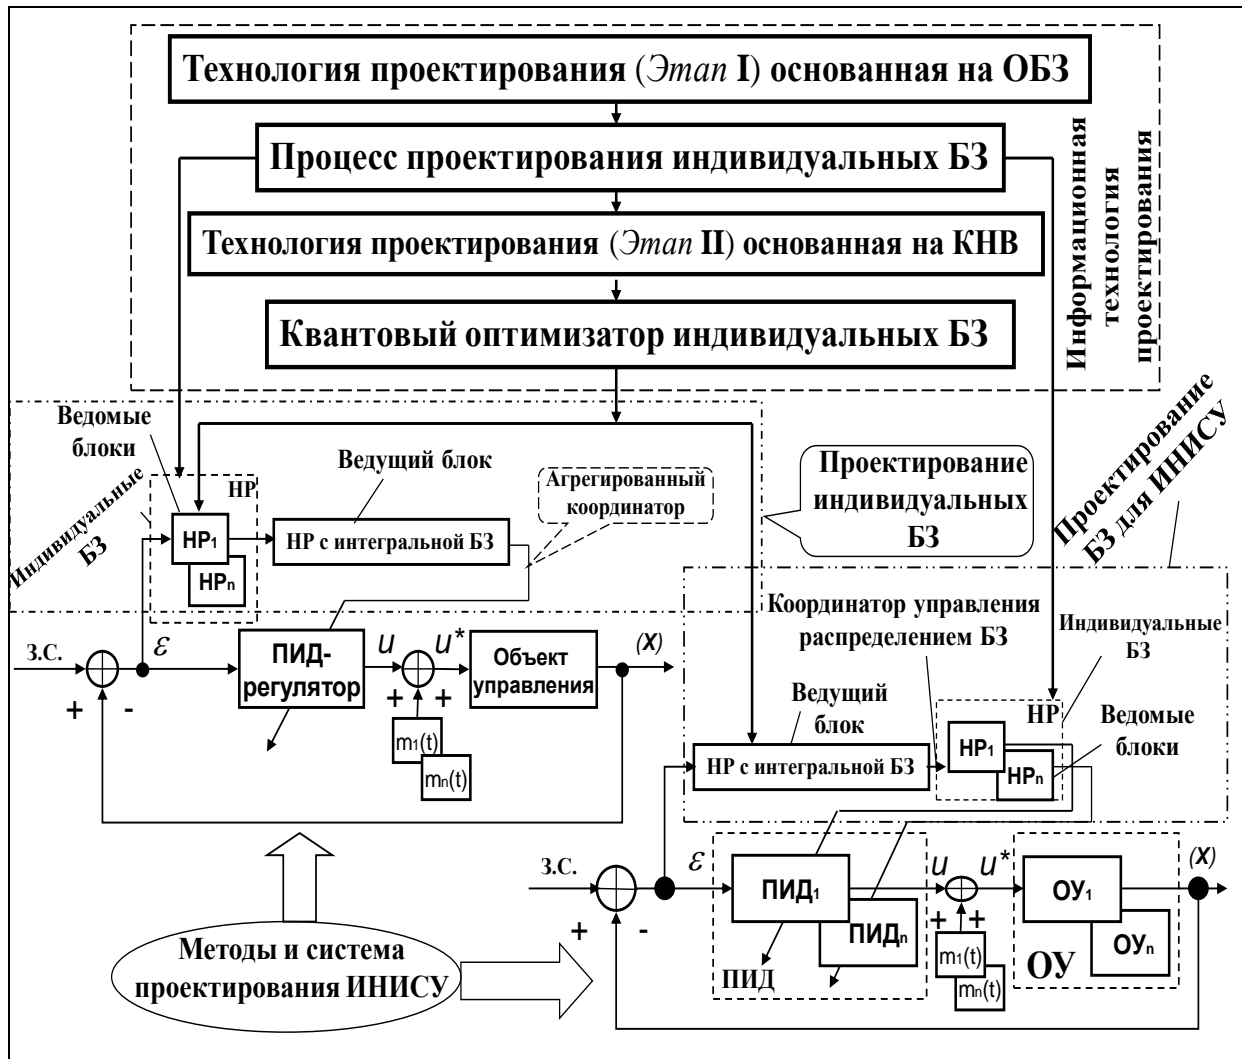 Технология проектирования (Этап I) основанная на ОБЗ
Процесс проектирования индивидуальных БЗ
Технология проектирования (Этап II) основанная на КНВ
Квантовый оптимизатор индивидуальных БЗ
Информационная
технология
проектирования
Ведомые
блоки
Индивидуальные
БЗ
НР
НР1
НРn
Ведущий блок
НР с интегральной БЗ
Агрегированный
координатор
Проектирование
индивидуальных
БЗ
Проектирование
БЗ для ИНИСУ
З.С.
+
-
ε
ПИД-
регулятор
u
u*
+
+
m1(t)
mn(t)
Объект
управления
(X)
Координатор управления
распределением БЗ
Индивидуальные
БЗ
Ведущий
блок
НР с интегральной БЗ
НР
НР1
НРn
Ведомые
блоки
З.С.
+
-
ε
ПИД1
ПИДn
ПИД
u
u*
+
+
m1(t)
mn(t)
ОУ1
ОУn
ОУ
(X)
Методы и система
проектирования ИНИСУ